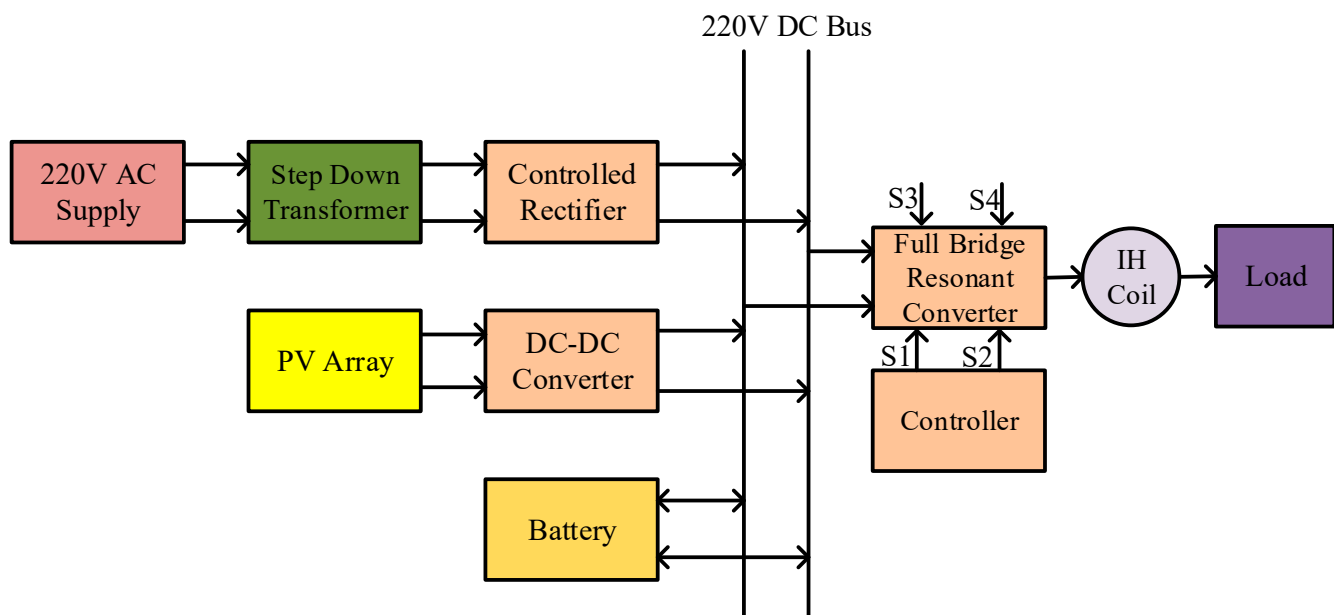 220V DC Bus
220V AC
Supply
Step Down
Transformer
Controlled
Rectifier
S3
S4
Full Bridge
Resonant
Converter
IH
Coil
Load
PV Array
DC-DC
Converter
S1
S2
Controller
Battery